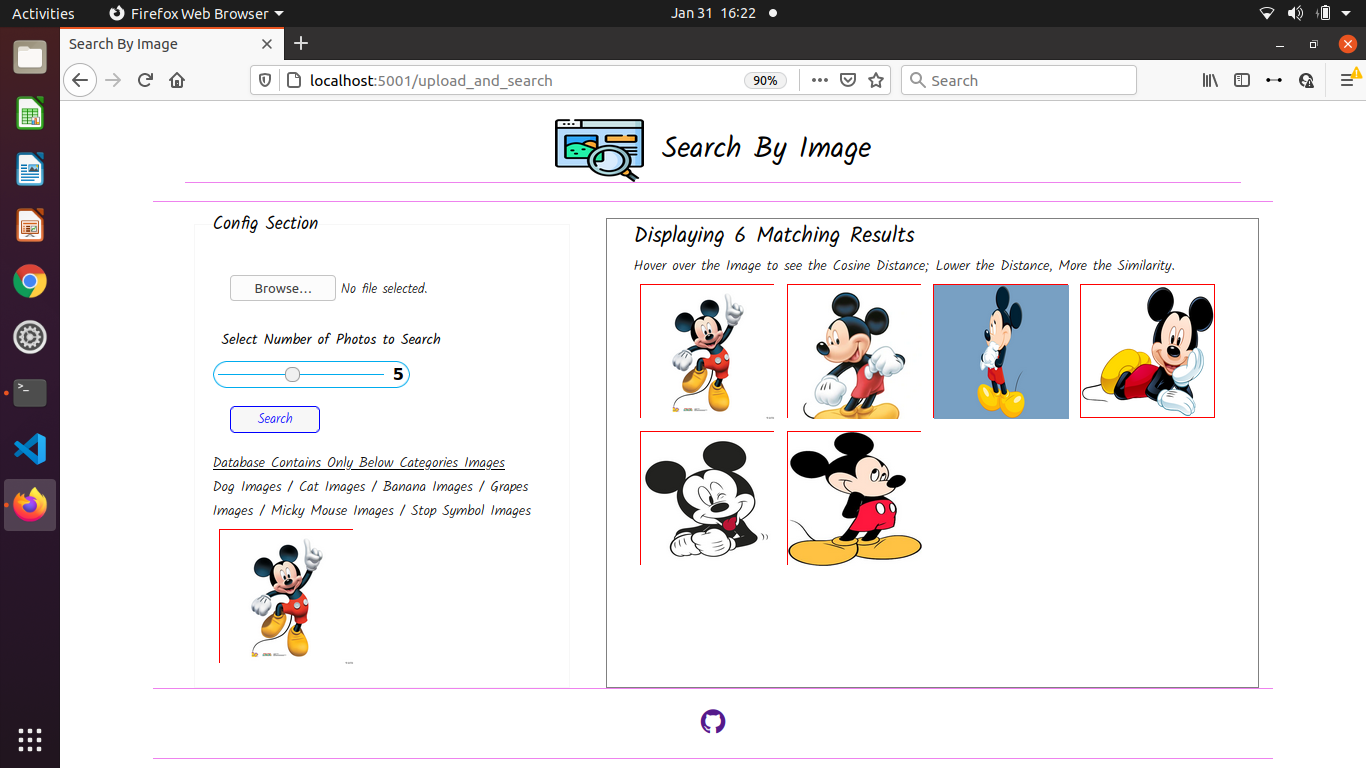 Activities Firefox Web Browser Jan 31 16:22
Search By Image
localhost:5001/upload_and_search 90% Search
Search By Image
Config Section
Browse... No file selected.
Select Number of Photos to Search
5
Search
Database Contains Only Below Categories Images
Dog Images / Cat Images / Banana Images / Grapes
Images / Micky Mouse Images / Stop Symbol Images
Displaying 6 Matching Results
Hover over the Image to see the Cosine Distance; Lower the Distance, More the Similarity.